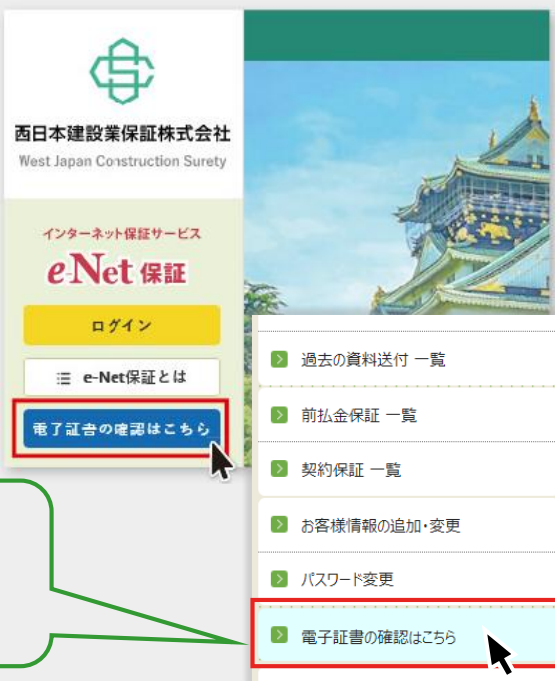 西日本建設業保証株式会社
West Japan Construction Surety
インターネット保証サービス
e-Net 保証
ログイン
e-Net保証とは
電子証書の確認はこちら
過去の資料送付 一覧
前払金保証 一覧
契約保証 一覧
お客様情報の追加・変更
パスワード変更
電子証書の確認はこちら